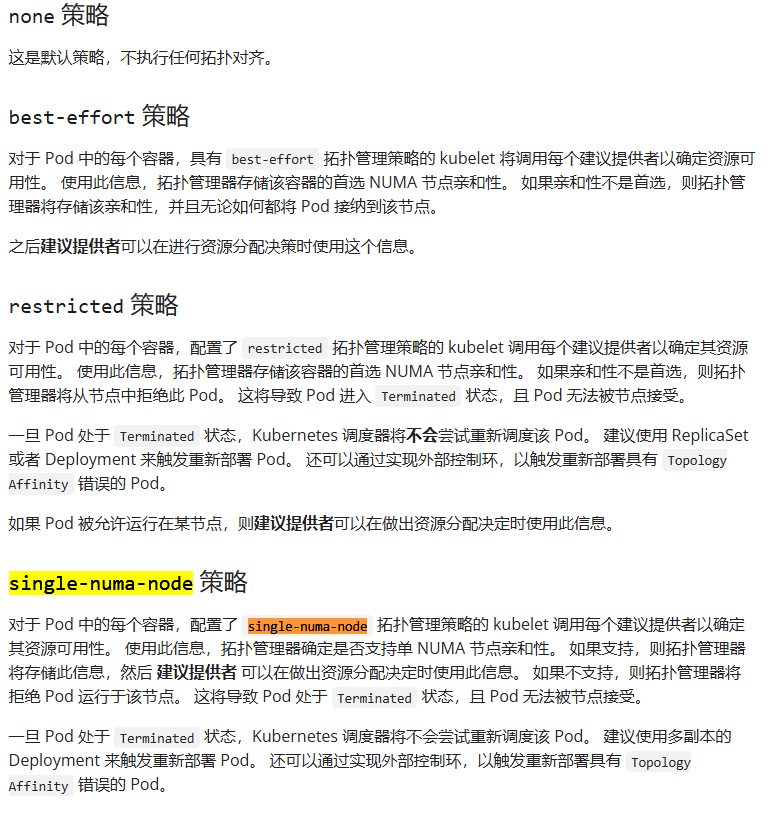 none 策略
这是默认策略，不执行任何拓扑对齐。
best-effort 策略
对于 Pod 中的每个容器，具有 best-effort 拓扑管理策略的 kubelet 将调用每个建议提供者以确定资源可
用性。 使用此信息，拓扑管理器存储该容器的首选 NUMA 节点亲和性。 如果亲和性不是首选，则拓扑管
理器将存储该亲和性，并且无论如何都将 Pod 接纳到该节点。
之后建议提供者可以在进行资源分配决策时使用这个信息。
restricted 策略
对于 Pod 中的每个容器，配置了 restricted 拓扑管理策略的 kubelet 调用每个建议提供者以确定其资源
可用性。 使用此信息，拓扑管理器存储该容器的首选 NUMA 节点亲和性。 如果亲和性不是首选，则拓扑
管理器将从节点中拒绝此 Pod。 这将导致 Pod 进入 Terminated 状态，且 Pod 无法被节点接受。
一旦 Pod 处于 Terminated 状态，Kubernetes 调度器将不会尝试重新调度该 Pod。 建议使用 ReplicaSet
或者 Deployment 来触发重新部署 Pod。 还可以通过实现外部控制环，以触发重新部署具有 Topology
Affinity 错误的 Pod。
如果 Pod 被允许运行在某节点，则建议提供者可以在做出资源分配决定时使用此信息。
single-numa-node 策略
对于 Pod 中的每个容器，配置了 single-numa-node 拓扑管理策略的 kubelet 调用每个建议提供者以确定
其资源可用性。 使用此信息，拓扑管理器确定是否支持单 NUMA 节点亲和性。 如果支持，则拓扑管理器
将存储此信息，然后 建议提供者 可以在做出资源分配决定时使用此信息。 如果不支持，则拓扑管理器将
拒绝 Pod 运行于该节点。 这将导致 Pod 处于 Terminated 状态，且 Pod 无法被节点接受。
一旦 Pod 处于 Terminated 状态，Kubernetes 调度器将不会尝试重新调度该 Pod。 建议使用多副本的
Deployment 来触发重新部署 Pod。 还可以通过实现外部控制环，以触发重新部署具有 Topology
Affinity 错误的 Pod。